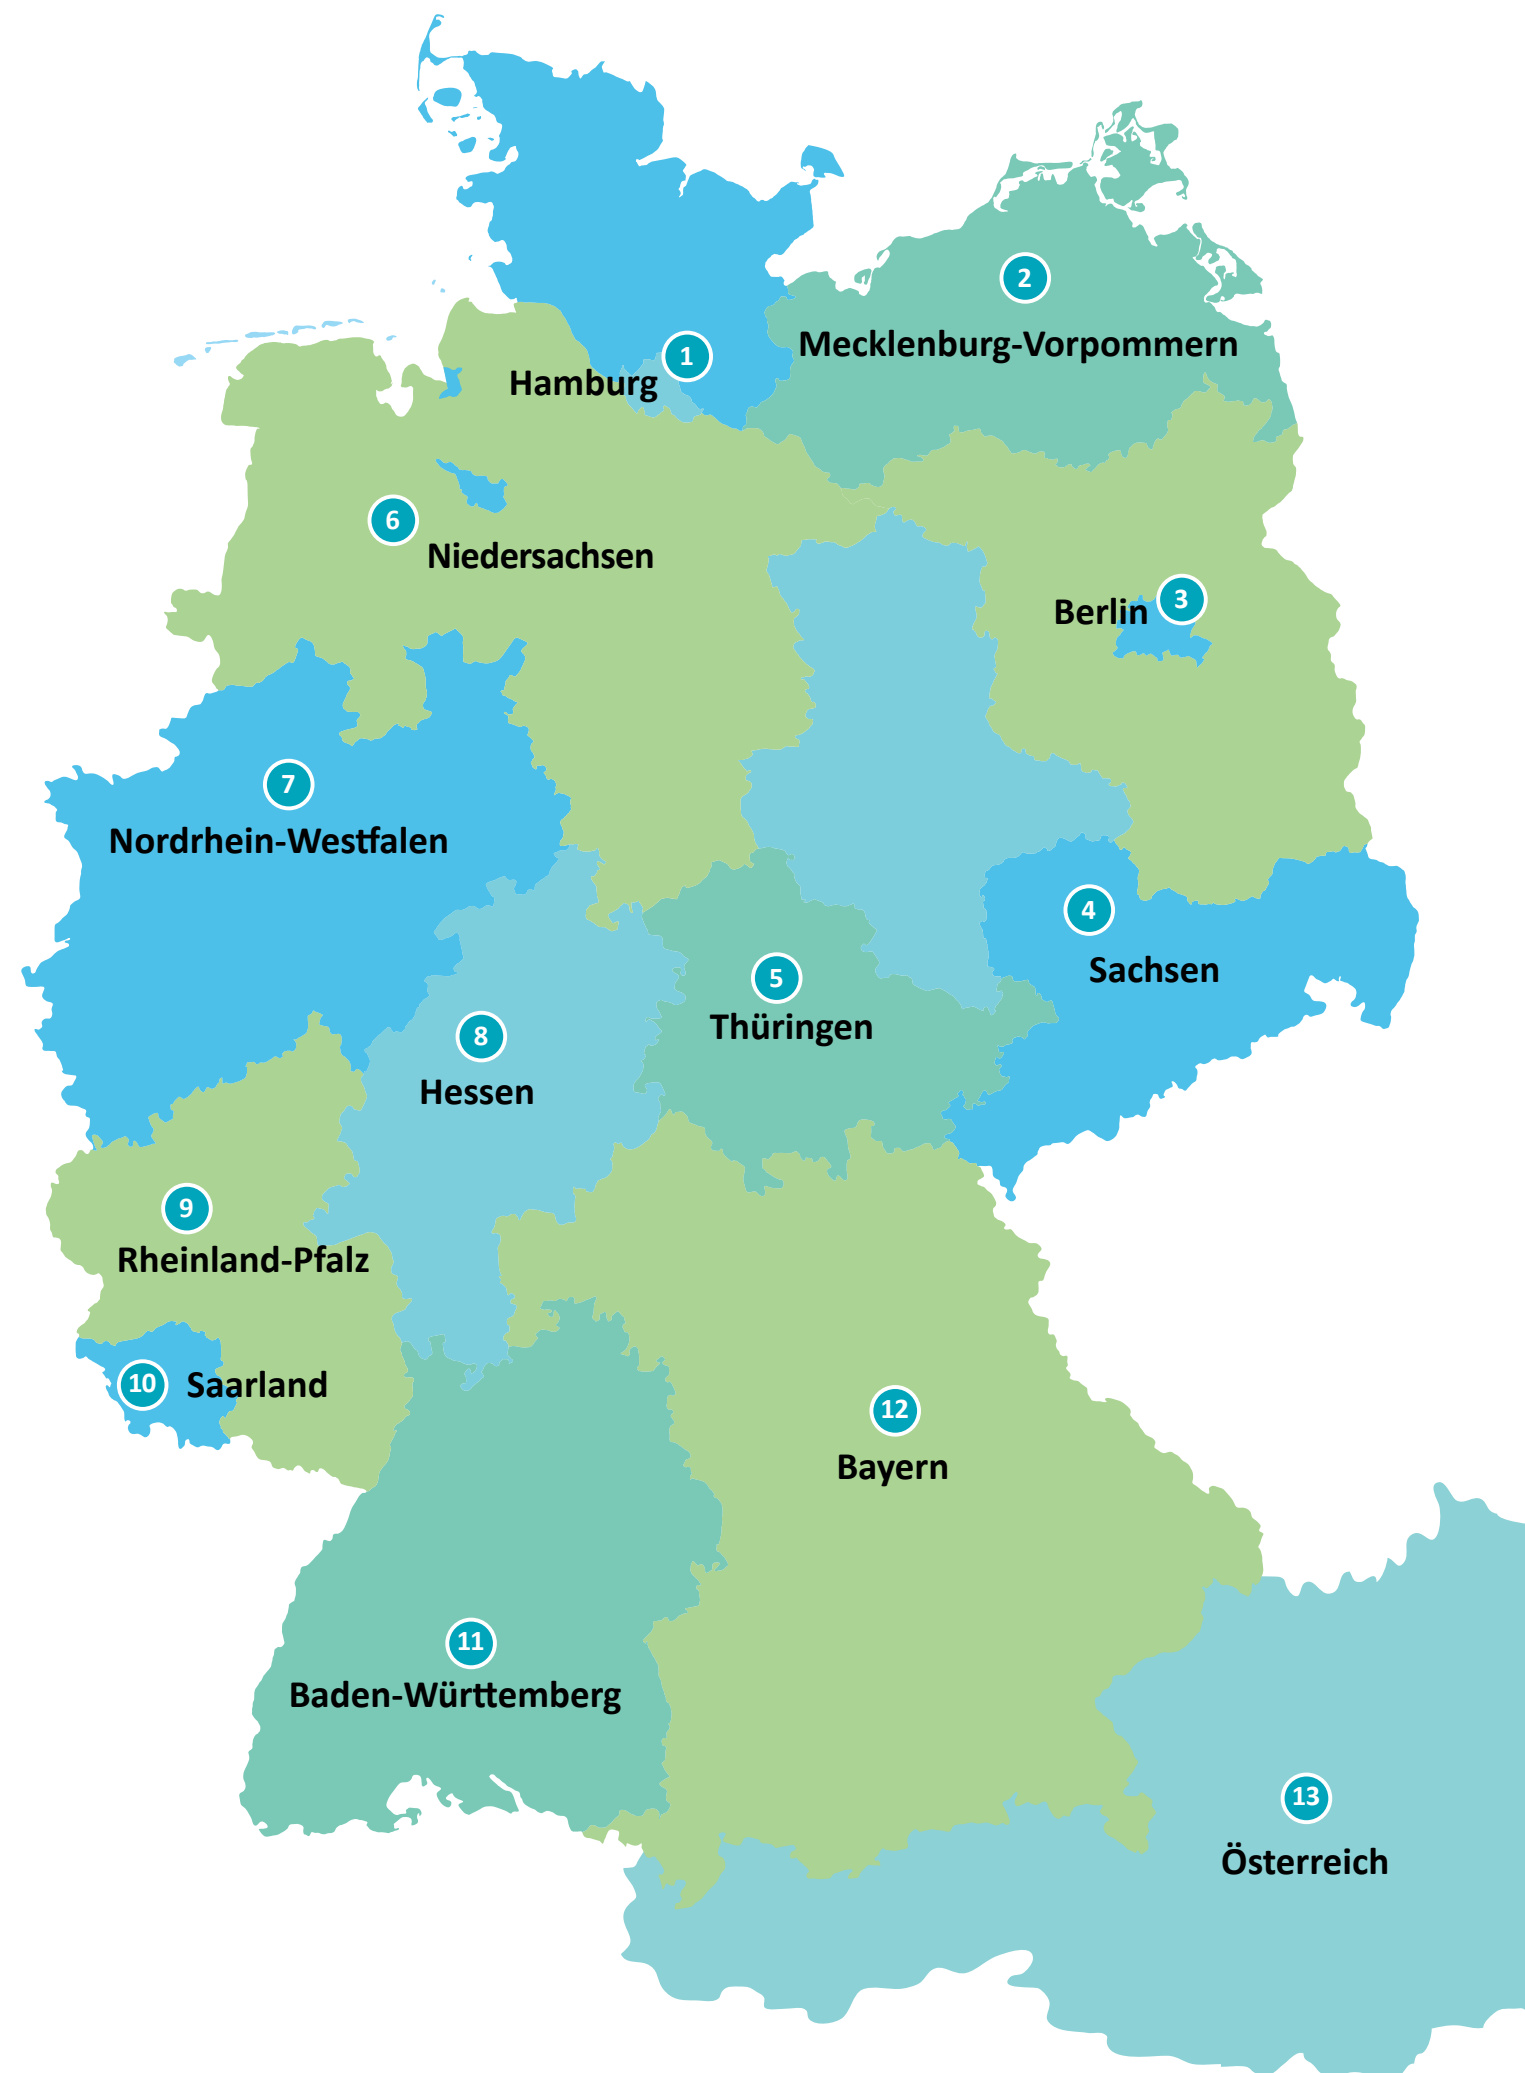 2
Mecklenburg-Vorpommern
1
Hamburg
6
Niedersachsen
3
Berlin
7
Nordrhein-Westfalen
4
Sachsen
5
Thüringen
8
Hessen
9
Rheinland-Pfalz
10
Saarland
12
Bayern
11
Baden-Württemberg
13
Österreich